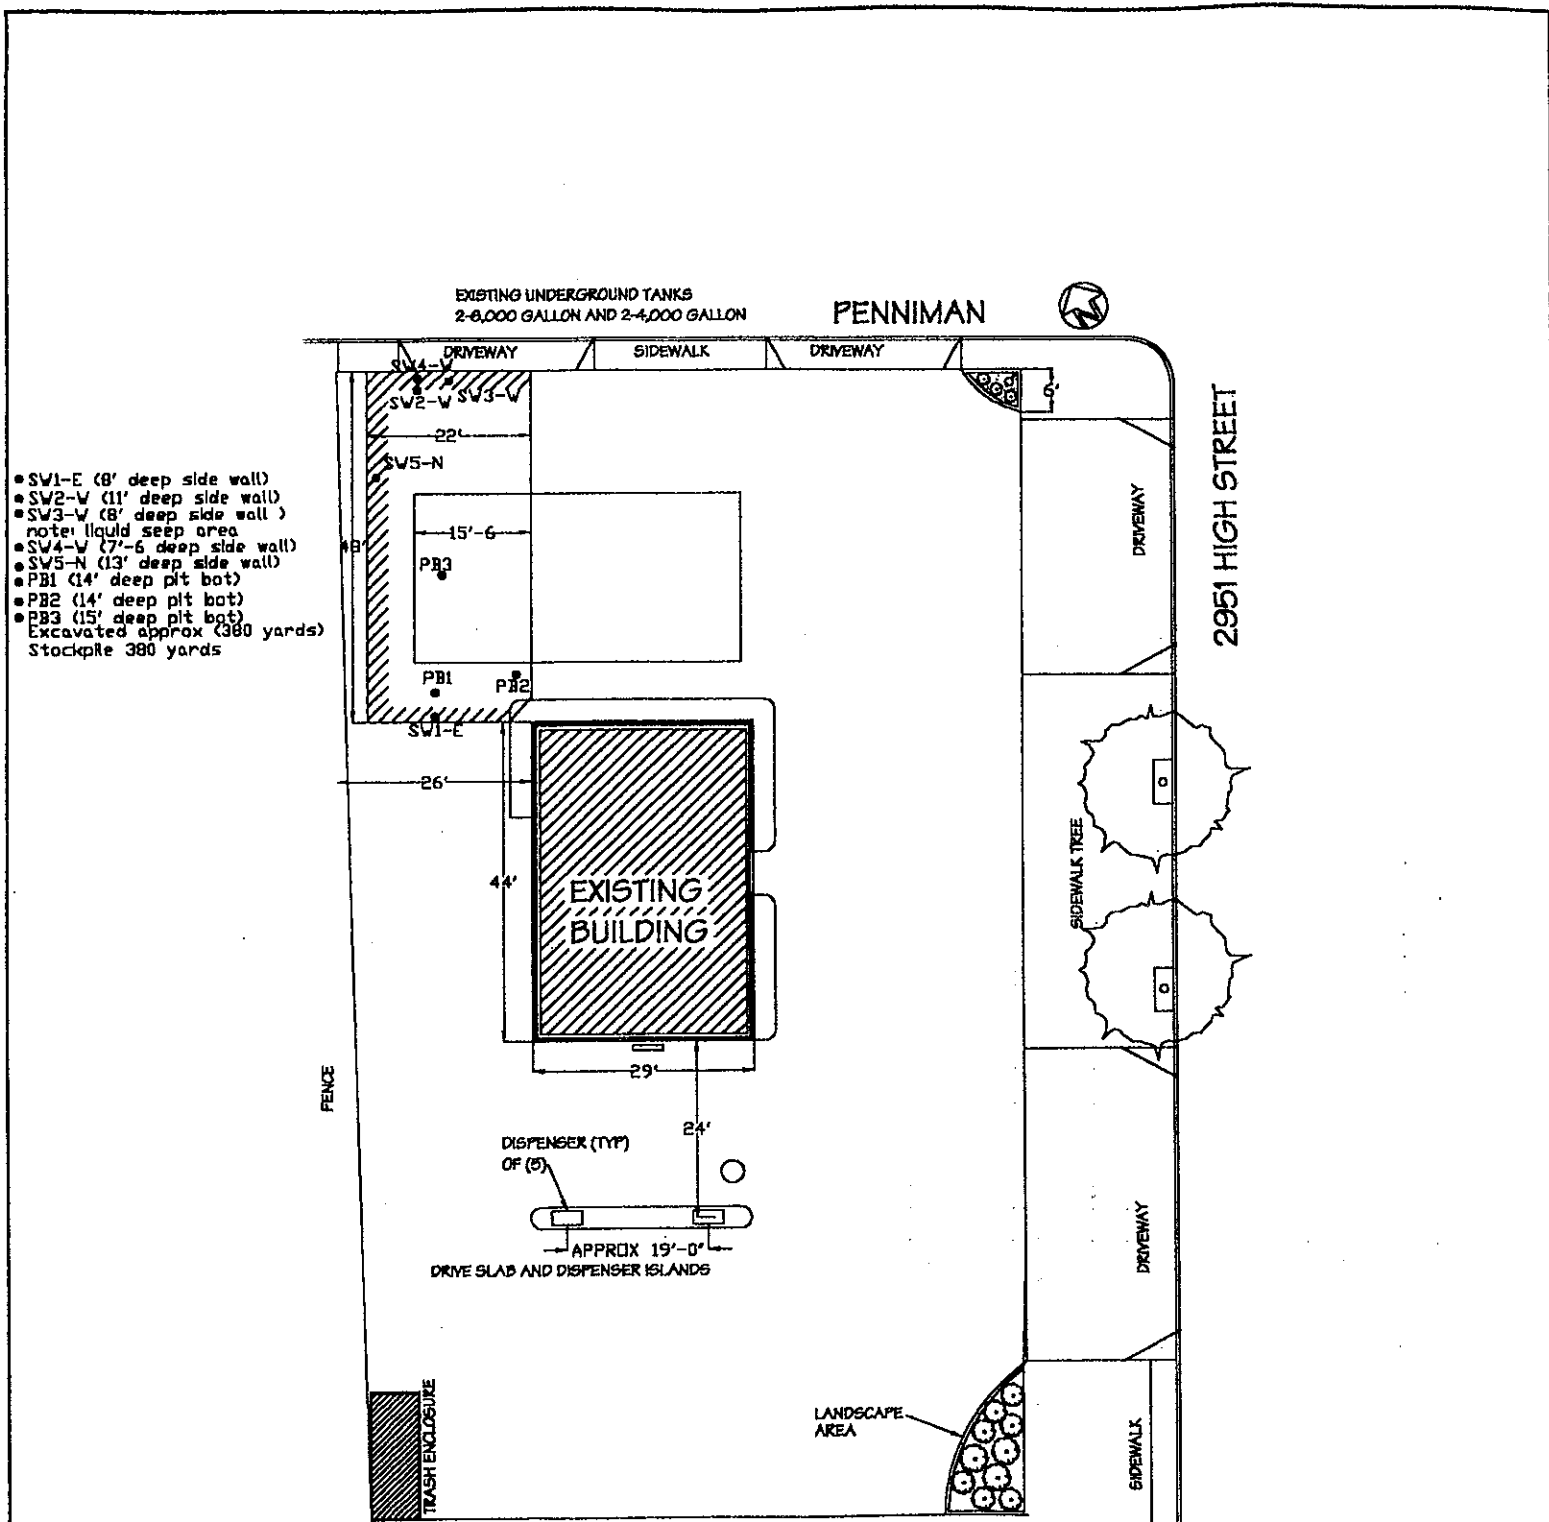 EXISTING UNDERGROUND TANKS
2-6,000 GALLON AND 2-4,000 GALLON
PENNIMAN
DRIVEWAY
SIDEWALK
DRIVEWAY
SW4-W
SW2-W
SW3-W
6'
22'
SW5-N
2951 HIGH STREET
• SW1-E (8' deep side wall)
• SW2-W (11' deep side wall)
• SW3-W (8' deep side wall )
note: liquid seep area
• SW4-W (7'-6 deep side wall)
• SW5-N (13' deep side wall)
• PB1 (14' deep pit bot)
• PB2 (14' deep pit bot)
• PB3 (15' deep pit bot)
Excavated approx (380 yards)
Stockpile 380 yards
48'
15'-6
PB3
DRIVEWAY
PB1
PB2
SW1-E
26'
44'
EXISTING
BUILDING
SIDEWALK TREE
29'
FENCE
24'
DISPENSER (TYP)
OF (5)
APPROX 19'-0"
DRIVE SLAB AND DISPENSER ISLANDS
DRIVEWAY
TRASH ENCLOSURE
LANDSCAPE
AREA
SIDEWALK